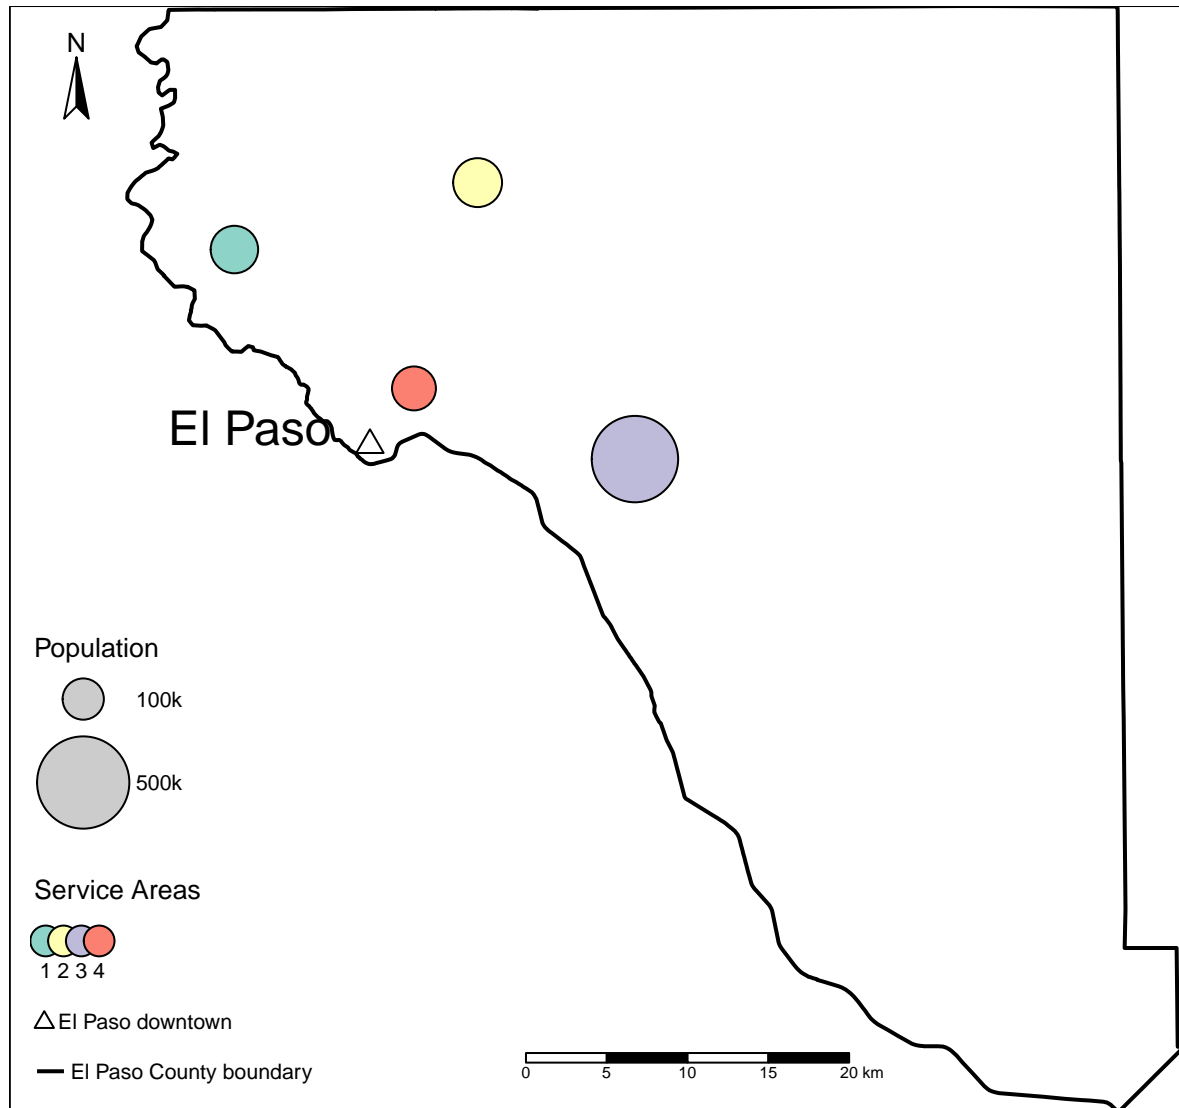 N
El Paso
Population
100k
500k
Service Areas
1 2 3 4
El Paso downtown
El Paso County boundary
0 5 10 15 20 km